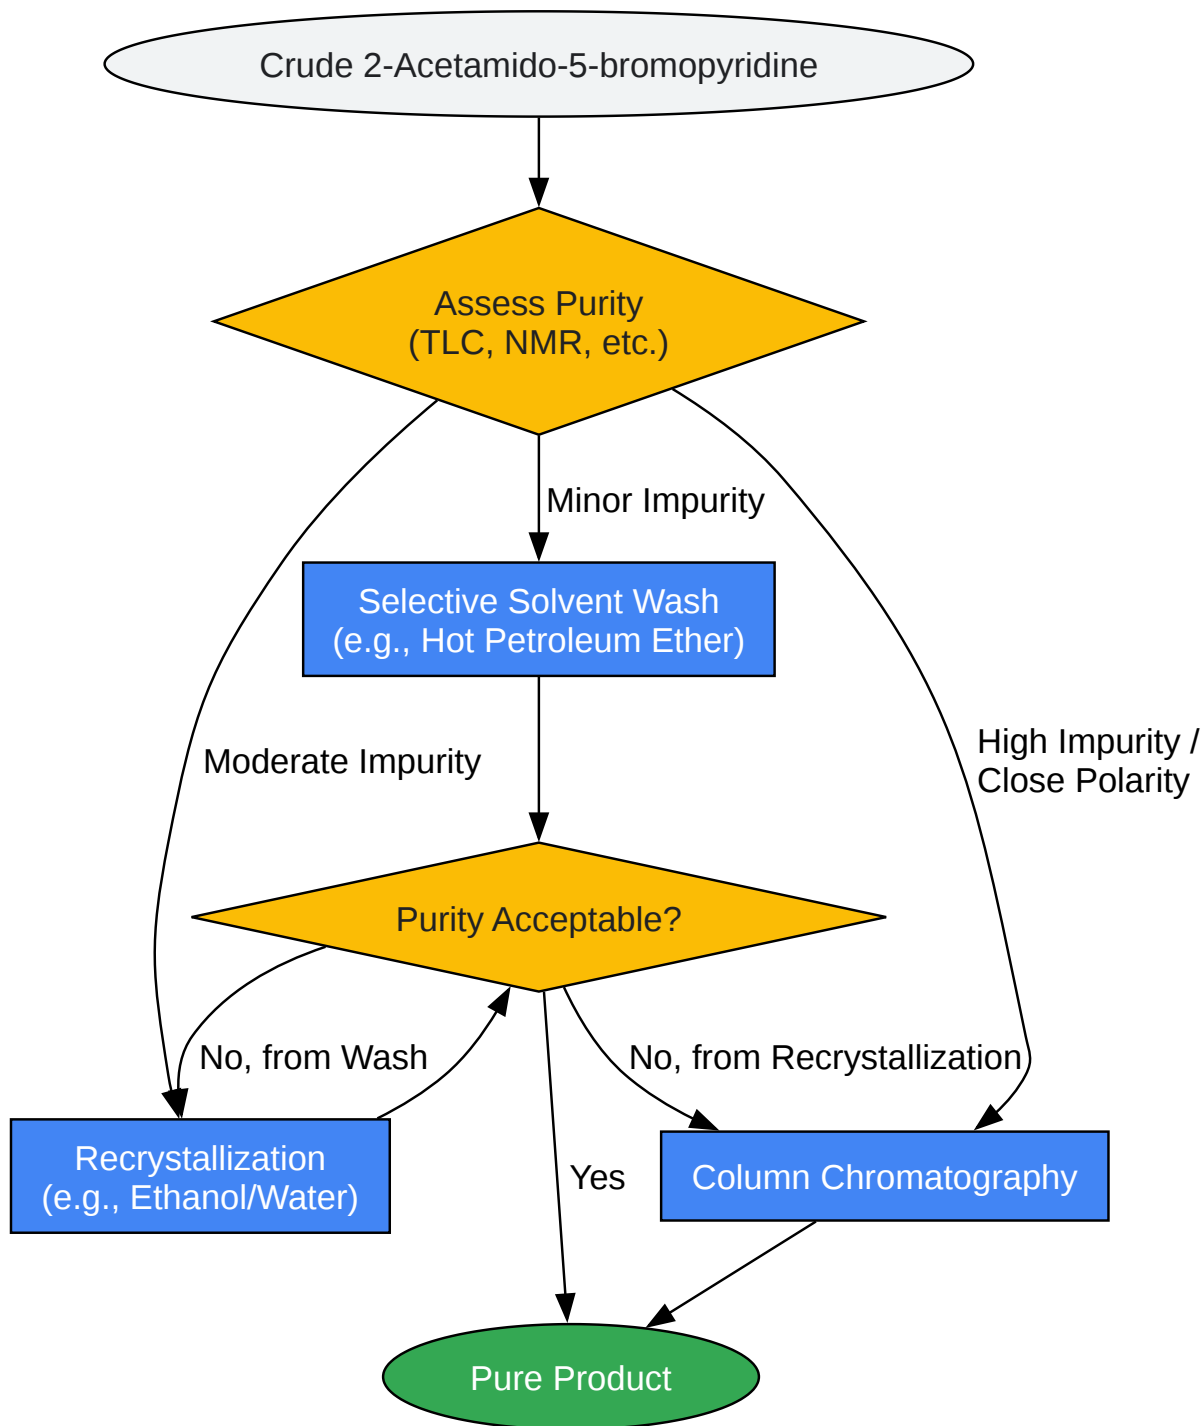 Crude 2-Acetamido-5-bromopyridine
Assess Purity
(TLC, NMR, etc.)
Minor Impurity
Selective Solvent Wash
(e.g., Hot Petroleum Ether)
Moderate Impurity
High Impurity /
Close Polarity
Purity Acceptable?
No, from Wash
No, from Recrystallization
Recrystallization
(e.g., Ethanol/Water)
Yes
Column Chromatography
Pure Product